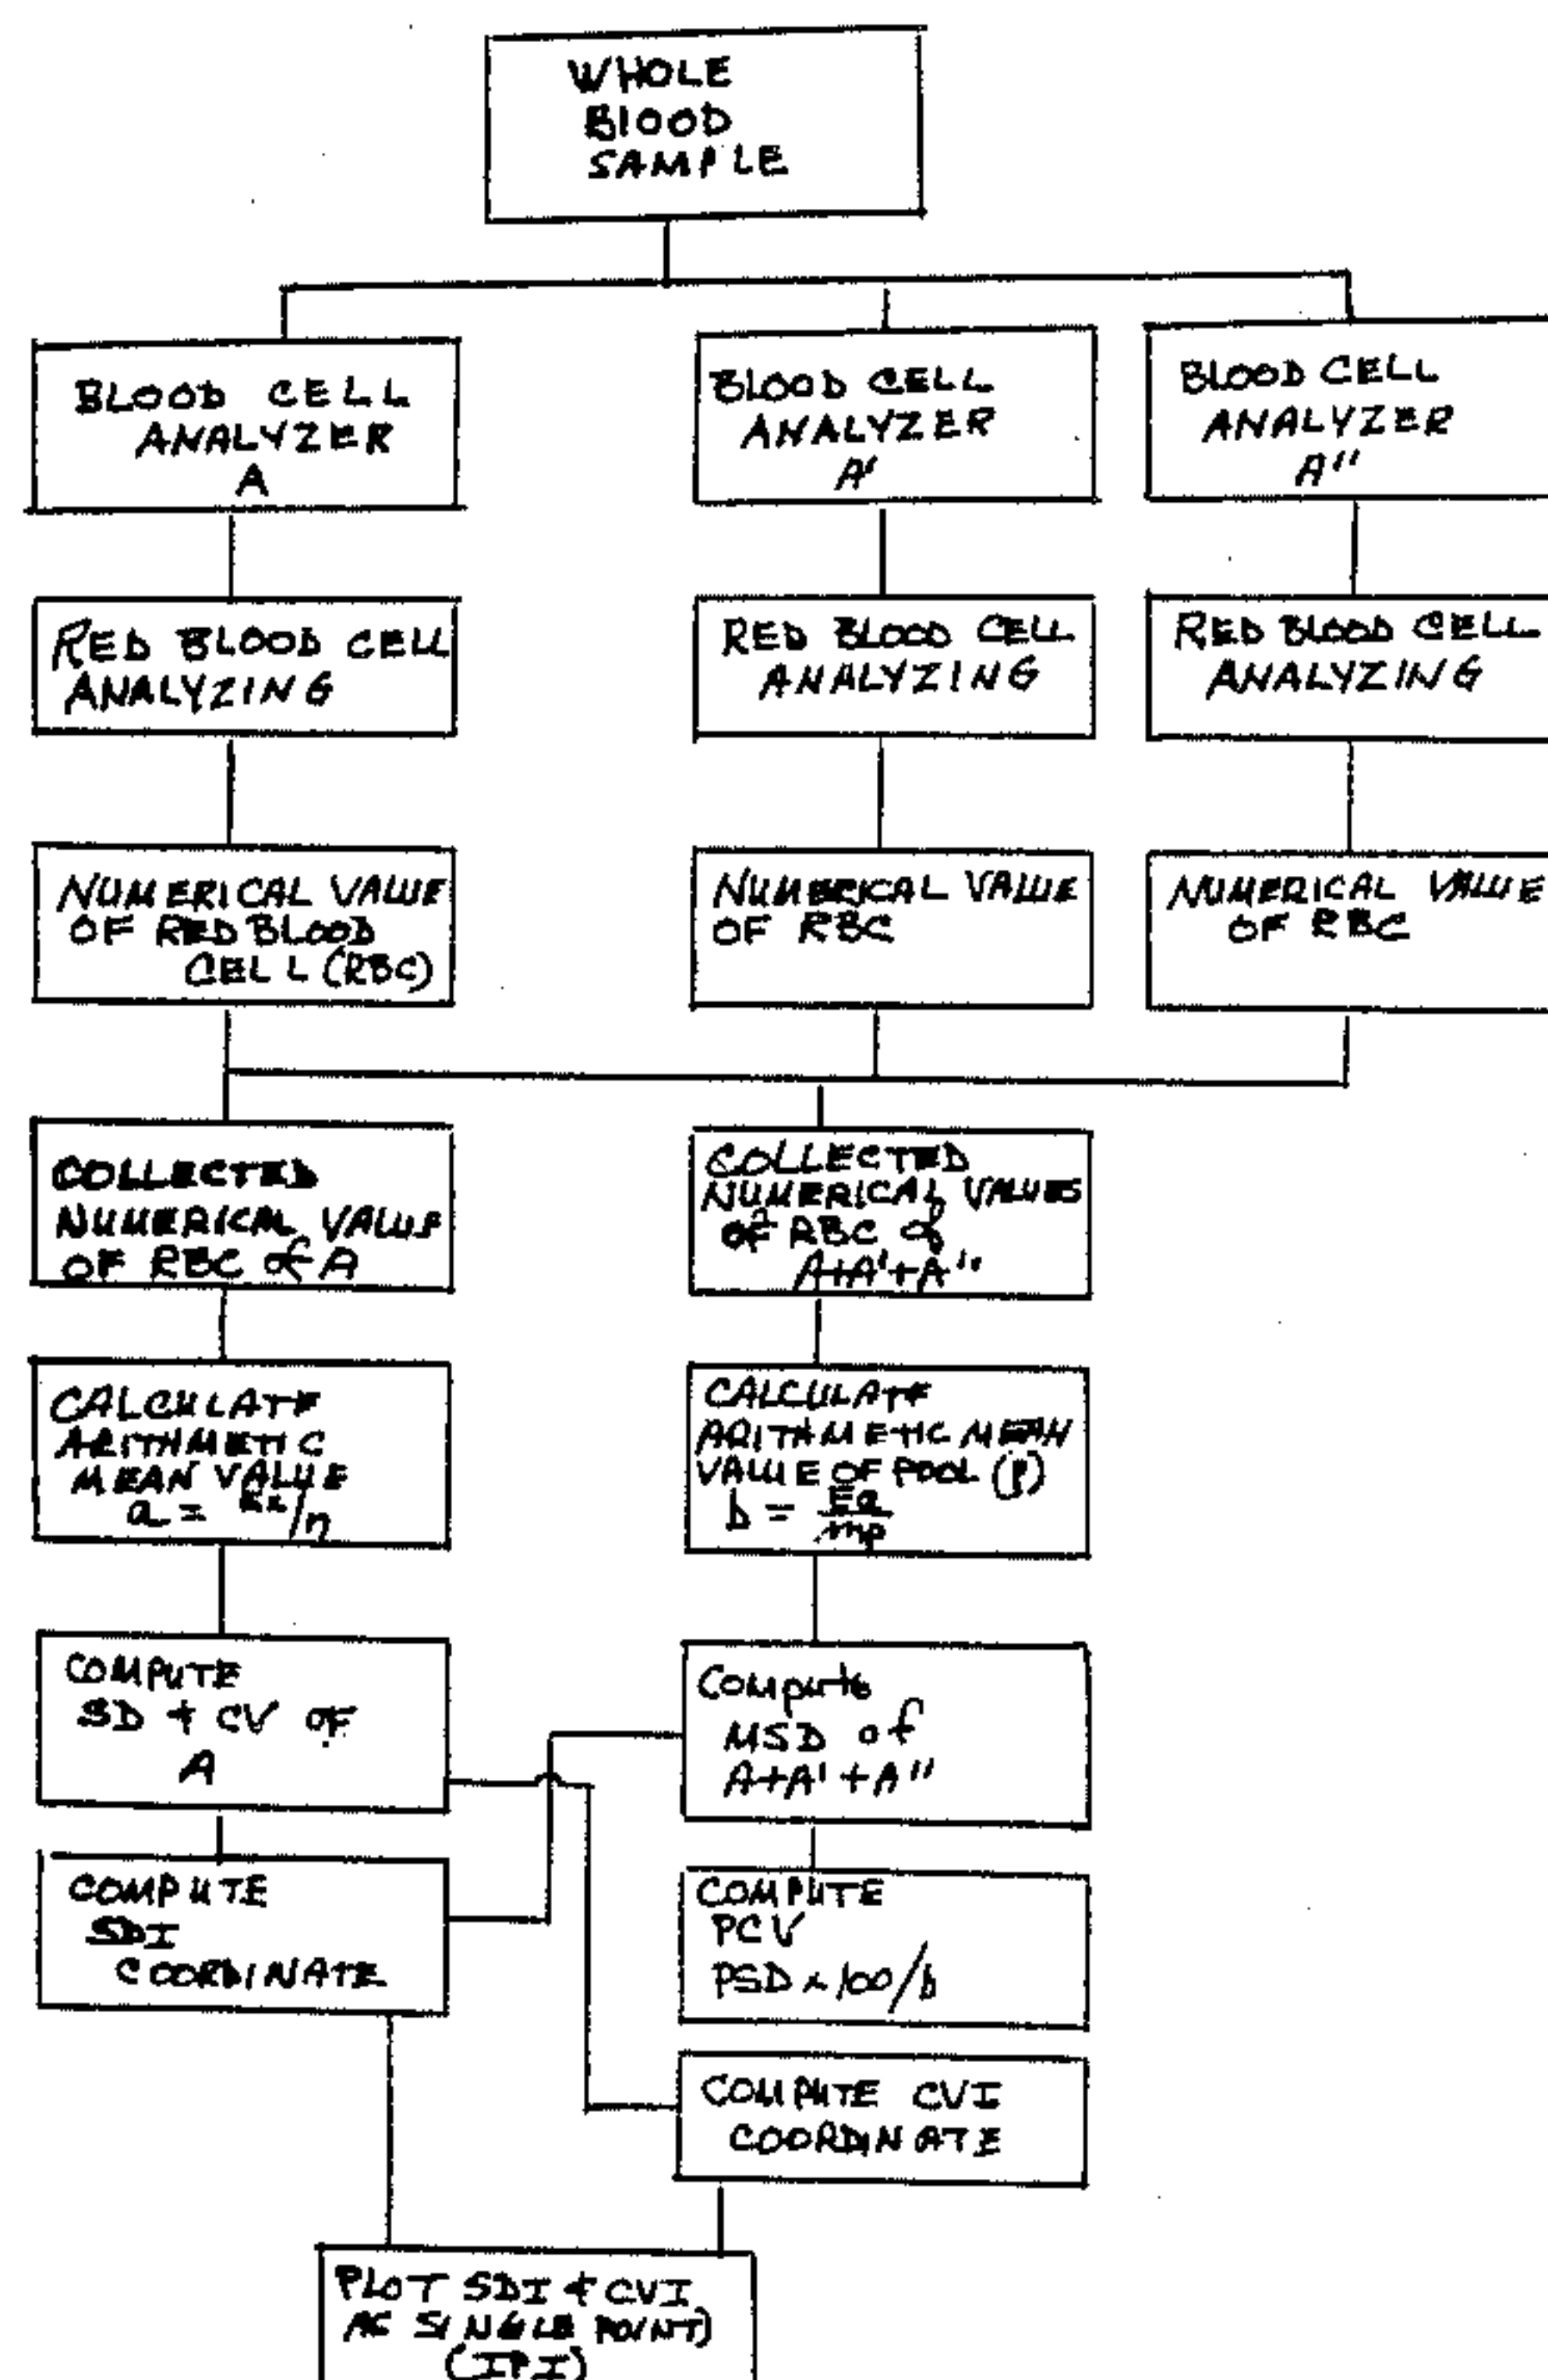 WHOLE
BLOOD
SAMPLE
BLOOD CELL
ANALYZER
A
BLOOD CELL
ANALYZER
A'
BLOOD CELL
ANALYZER
A"
RED BLOOD CELL
ANALYZING
RED BLOOD CELL
ANALYZING
RED BLOOD CELL
ANALYZING
NUMERICAL VALUE
OF RED BLOOD
CELL (RBC)
NUMERICAL VALUE
OF RBC
NUMERICAL VALUE
OF RBC
COLLECTED
NUMERICAL VALUE
OF RBC of A
COLLECTED
NUMERICAL VALUES
OF RBC of
A+A'+A"
CALCULATE
ARITHMETIC
MEAN VALUE
a = Ex/n
CALCULATE
ARITHMETIC MEAN
VALUE OF POOL (P)
b = Ea
COMPUTE
SD + CV OF
A
Compute
MSD of
A+A'+A"
COMPUTE
SDI
COORDINATE
COMPUTE
PCV
PSD x 100/b
COMPUTE CVI
COORDINATE
PLOT SDI + CVI
AS SINGLE POINT)
(IPI)